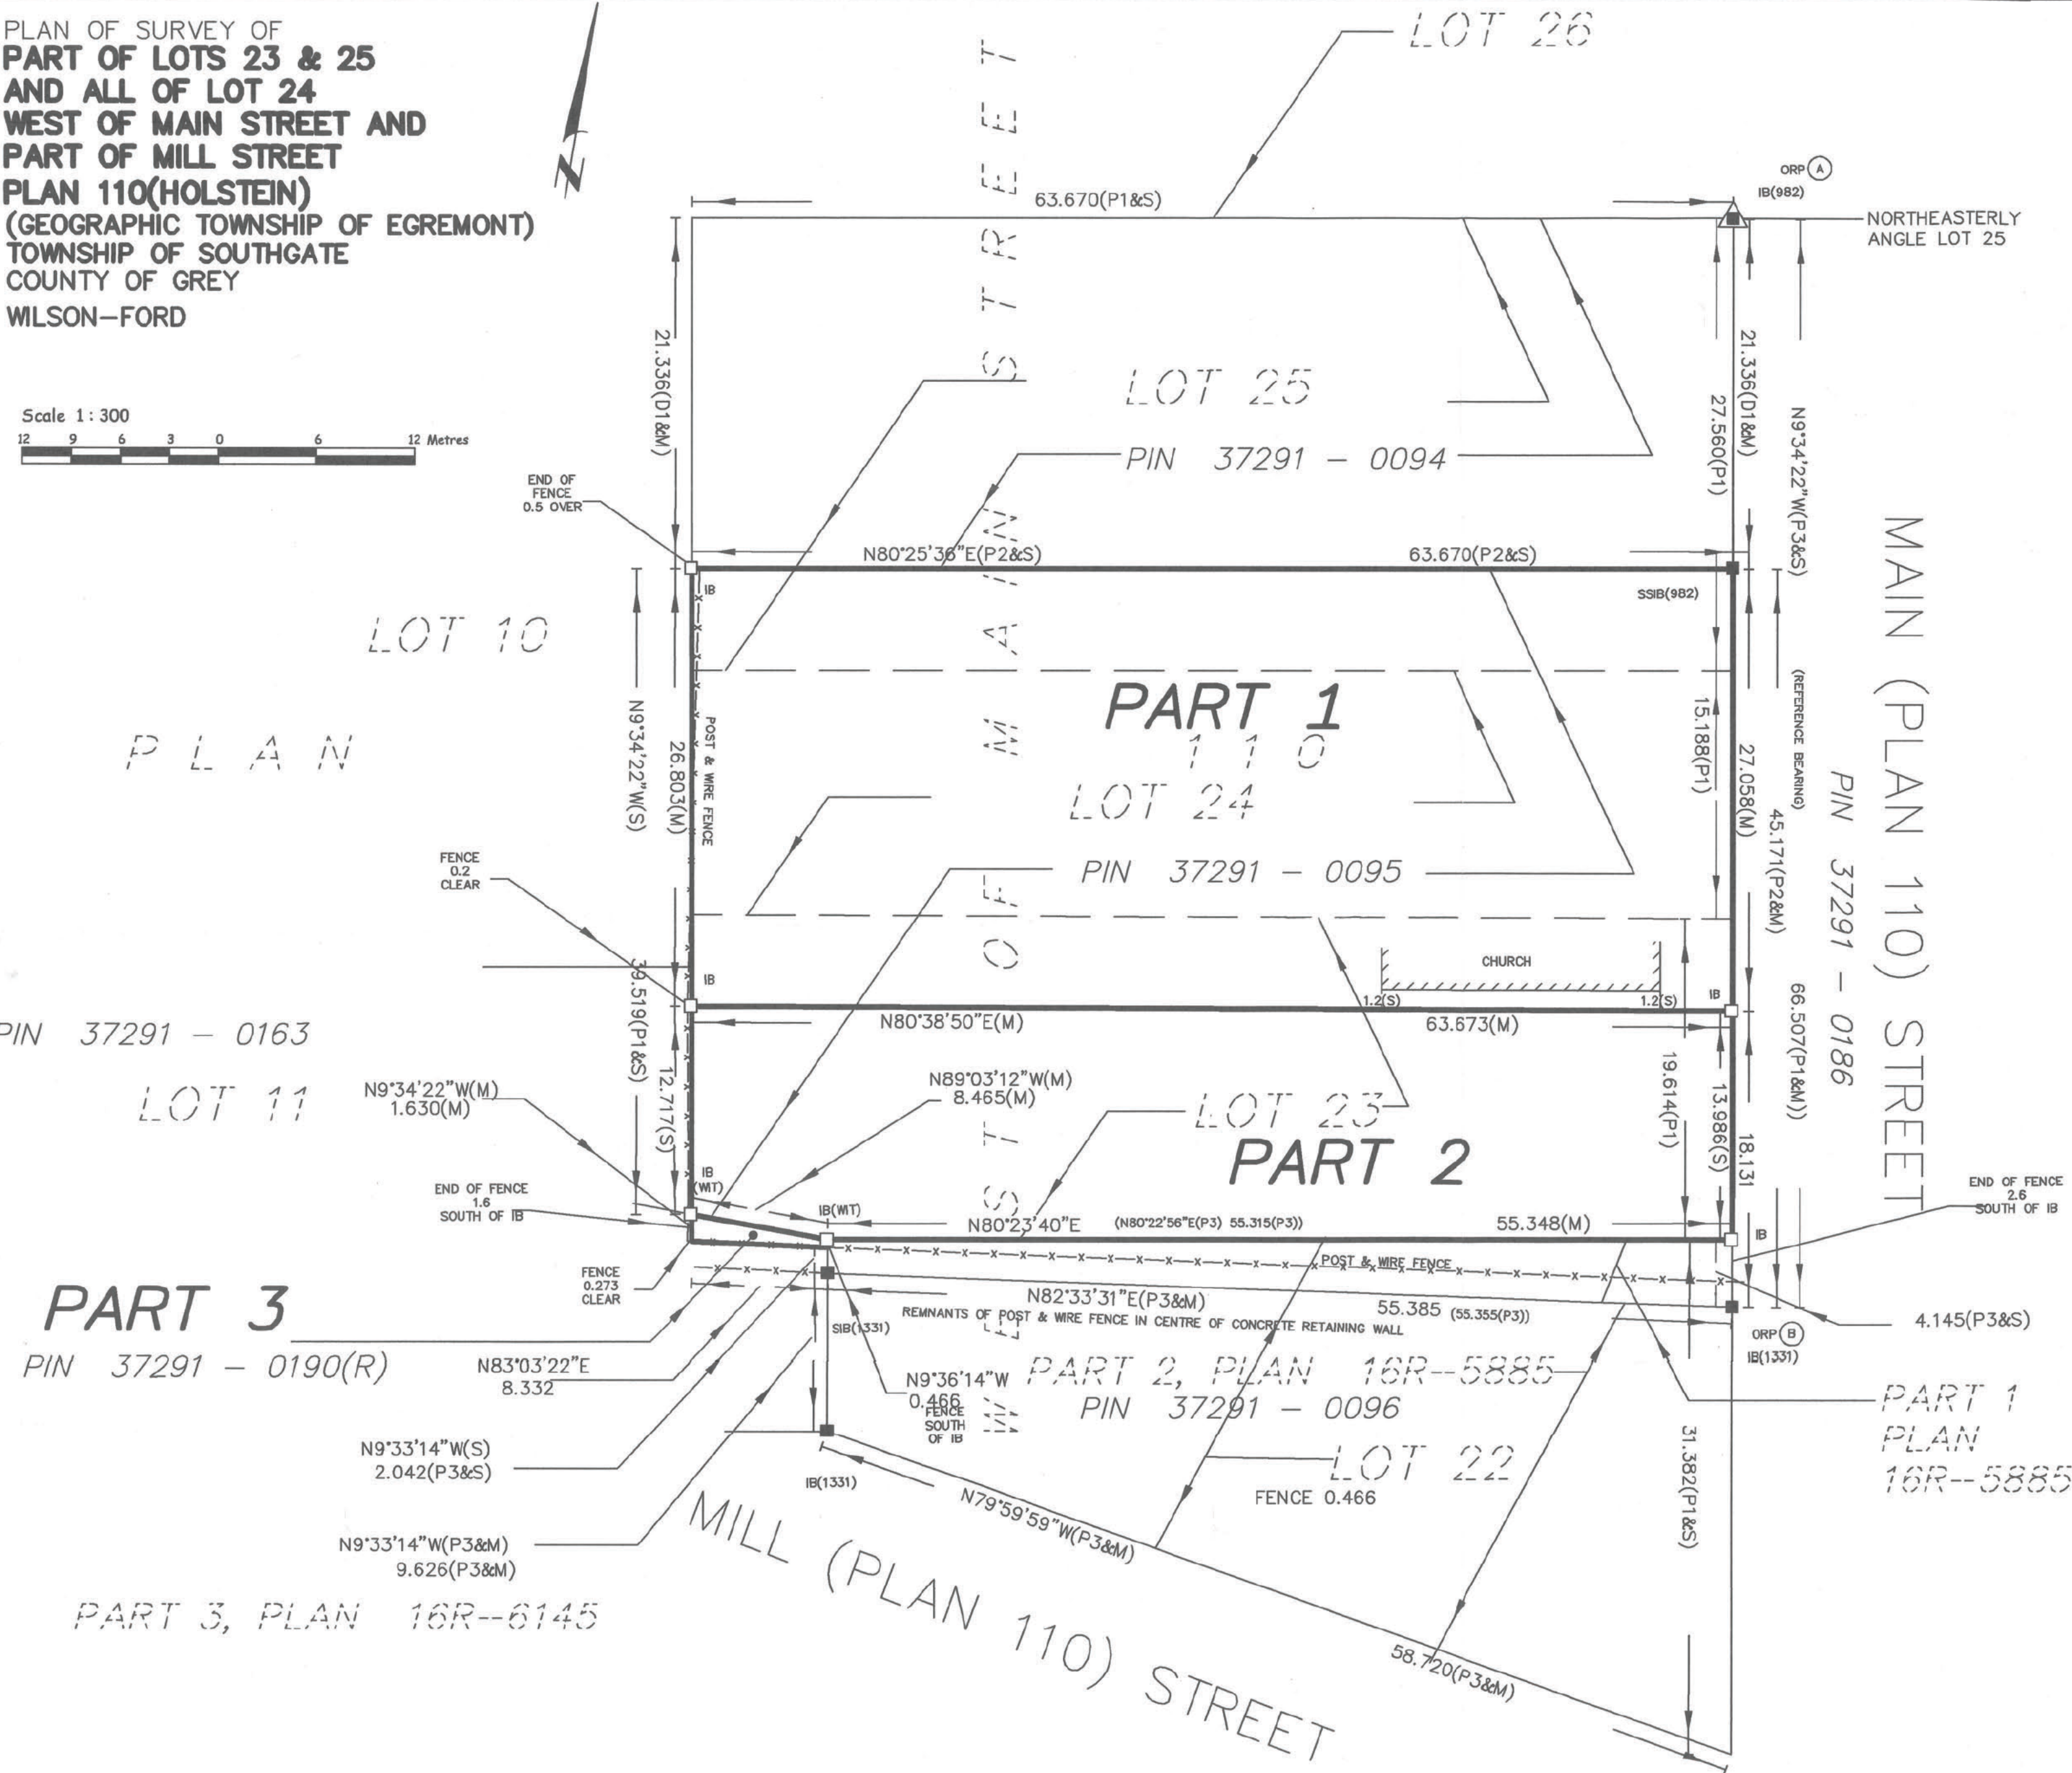 PLAN OF SURVEY OF
PART OF LOTS 23 & 25
AND ALL OF LOT 24
WEST OF MAIN STREET AND
PART OF MILL STREET
PLAN 110(HOLSTEIN)
(GEOGRAPHIC TOWNSHIP OF EGREMONT)
TOWNSHIP OF SOUTHGATE
COUNTY OF GREY
WILSON-FORD
N
Scale 1:300
12 9 6 3 0 6 12 Metres
LOT 26
ORP A
IB(982)
NORTHEASTERLY
ANGLE LOT 25
63.670(P1&S)
21.336(D1&M)
LOT 25
PIN 37291 - 0094
27.560(P1)
21.336(D1&M)
N9°34'22"W(P3&S)
(REFERENCE BEARING)
END OF
FENCE
0.5 OVER
N80°25'36"E(P2&S)
63.670(P2&S)
IB
SSIB(982)
LOT 10
PLAN
110
N9°34'22"W(S)
26.803(M)
POST & WIRE FENCE
PART 1
LOT 24
PIN 37291 - 0095
15.188(P1)
27.058(M)
45.171(P2&M)
66.507(P1&M))
PIN 37291 - 0186
MAIN (PLAN 110) STREET
WEST OF MAIN STREET
FENCE
0.2
CLEAR
IB
CHURCH
1.2(S)
1.2(S)
IB
39.519(P1&S)
N80°38'50"E(M)
63.673(M)
PIN 37291 - 0163
LOT 11
12.717(S)
N9°34'22"W(M)
1.630(M)
N89°03'12"W(M)
8.465(M)
LOT 23
PART 2
19.614(P1)
13.986(S)
18.131
END OF FENCE
1.6
SOUTH OF IB
IB
(WIT)
IB(WIT)
N80°23'40"E
(N80°22'56"E(P3) 55.315(P3))
55.348(M)
IB
END OF FENCE
2.6
SOUTH OF IB
FENCE
0.273
CLEAR
POST & WIRE FENCE
N82°33'31"E(P3&M)
55.385 (55.355(P3))
REMNANTS OF POST & WIRE FENCE IN CENTRE OF CONCRETE RETAINING WALL
4.145(P3&S)
ORP B
IB(1331)
SIB(1331)
PART 3
PIN 37291 - 0190(R)
N83°03'22"E
8.332
N9°36'14"W
0.466
FENCE
SOUTH
OF IB
PART 2, PLAN 16R-5885
PIN 37291 - 0096
LOT 22
FENCE 0.466
PART 1
PLAN
16R-5885
31.382(P1&S)
N9°33'14"W(S)
2.042(P3&S)
IB(1331)
N9°33'14"W(P3&M)
9.626(P3&M)
N79°59'59"W(P3&M)
58.720(P3&M)
MILL (PLAN 110) STREET
PART 3, PLAN 16R-6145